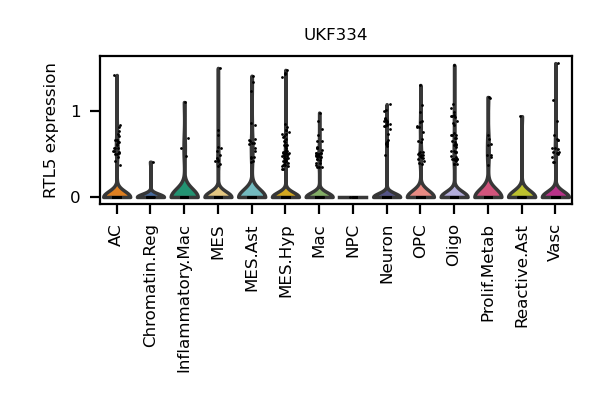 UKF334
RTL5 expression
1
0
AC
Chromatin.Reg
Inflammatory.Mac
MES
MES.Ast
MES.Hyp
Mac
NPC
Neuron
OPC
Oligo
Prolif.Metab
Reactive.Ast
Vasc